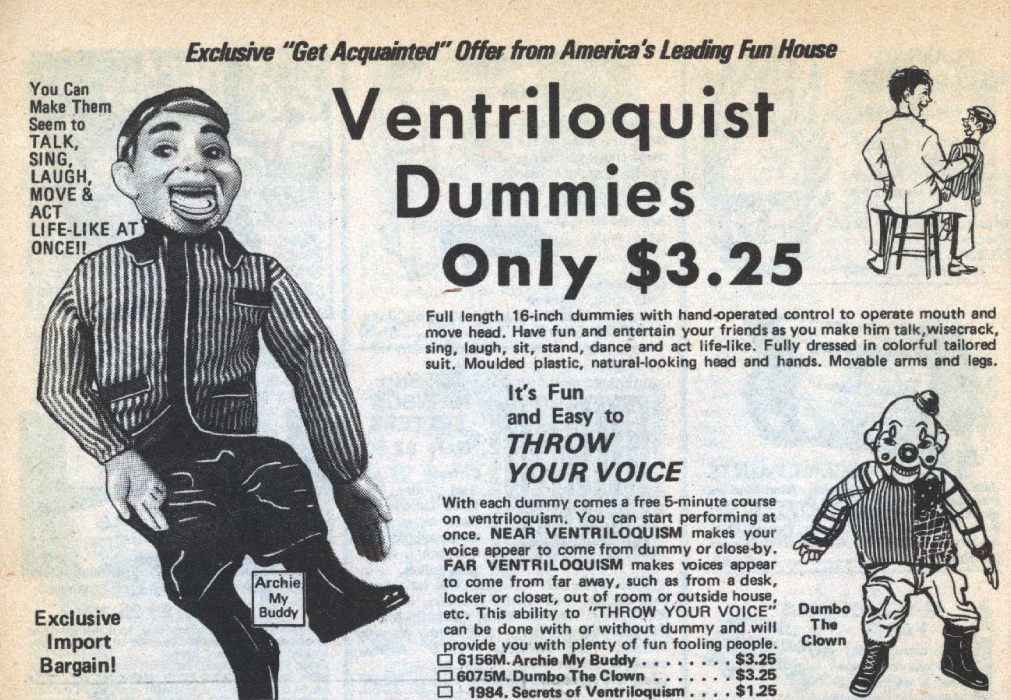 Exclusive "Get Acquainted" Offer from America's Leading Fun House
You Can
Make Them
Seem to
TALK,
SING,
LAUGH,
MOVE &
ACT
LIFE-LIKE AT
ONCE!!
Ventriloquist
Dummies
Only $3.25
Full length 16-inch dummies with hand-operated control to operate mouth and
move head. Have fun and entertain your friends as you make him talk, wisecrack,
sing, laugh, sit, stand, dance and act life-like. Fully dressed in colorful tailored
suit. Moulded plastic, natural-looking head and hands. Movable arms and legs.
It's Fun
and Easy to
THROW
YOUR VOICE
With each dummy comes a free 5-minute course
on ventriloquism. You can start performing at
once. NEAR VENTRILOQUISM makes your
voice appear to come from dummy or close-by.
FAR VENTRILOQUISM makes voices appear
to come from far away, such as from a desk,
locker or closet, out of room or outside house,
etc. This ability to "THROW YOUR VOICE"
can be done with or without dummy and will
provide you with plenty of fun fooling people.
6156M. Archie My Buddy . . . . . . . . $3.25
6075M. Dumbo The Clown . . . . . . . $3.25
1984. Secrets of Ventriloquism . . . . $1.25
Archie
My
Buddy
Exclusive
Import
Bargain!
Dumbo
The
Clown